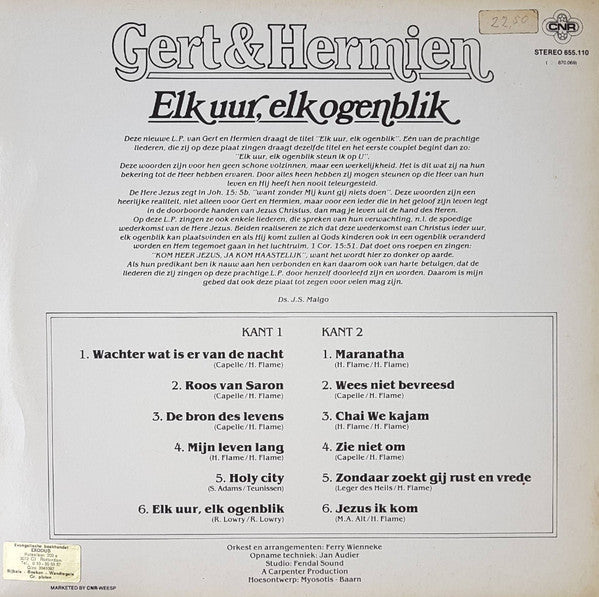 22,50
CNR
STEREO 655.110
( 670.069)
Gert & Hermien
Elk uur, elk ogenblik
Deze nieuwe L.P. van Gert en Hermien draagt de titel "Elk uur, elk ogenblik". Eén van de prachtige
liederen, die zij op deze plaat zingen draagt dezelfde titel en het eerste couplet begint dan zo:
"Elk uur, elk ogenblik steun ik op U".
Deze woorden zijn voor hen geen schone volzinnen, maar een werkelijkheid. Het is dit wat zij na hun
bekering tot de Heer hebben ervaren. Door alles heen hebben zij mogen steunen op die Heer van hun
leven en Hij heeft hen nooit teleurgesteld.
De Here Jezus zegt in Joh. 15: 5b, "want zonder Mij kunt gij niets doen". Deze woorden zijn een
heerlijke realiteit, niet alleen voor Gert en Hermien, maar voor een ieder die in het geloof zijn leven legt
in de doorboorde handen van Jezus Christus, dan mag je leven uit de hand des Heren.
Op deze L.P. zingen ze ook enkele liederen, die spreken van hun verwachting, n.l. de spoedige
wederkomst van de Here Jezus. Beiden realiseren ze zich dat deze wederkomst van Christus ieder uur,
elk ogenblik kan plaatsvinden en als Hij komt zullen al Gods kinderen ook in een ogenblik veranderd
worden en Hem tegemoet gaan in het luchtruim, 1 Cor. 15:51. Dat doet ons roepen en zingen:
"KOM HEER JEZUS, JA KOM HAASTELIJK", want het wordt hier zo donker op aarde.
Als hun predikant ben ik nauw aan hen verbonden en kan daarom ook van harte betuigen, dat de
liederen die zij zingen op deze prachtige L.P. door henzelf doorleefd zijn en worden. Daarom is mijn
gebed dat ook deze plaat tot zegen voor velen mag zijn.
Ds. J.S. Malgo
KANT 1
1. Wachter wat is er van de nacht
(Capelle/H. Flame)
2. Roos van Saron
(Capelle/H. Flame)
3. De bron des levens
(Capelle/H. Flame)
4. Mijn leven lang
(H. Flame/H. Flame)
5. Holy city
(S. Adams/Teunissen)
6. Elk uur, elk ogenblik
(R. Lowry/R. Lowry)
KANT 2
1. Maranatha
(H. Flame/H. Flame)
2. Wees niet bevreesd
(Capelle/H. Flame)
3. Chai We kajam
(H. Flame/H. Flame)
4. Zie niet om
(Capelle/H. Flame)
5. Zondaar zoekt gij rust en vrede
(Leger des Heils/H. Flame)
6. Jezus ik kom
(M.A. Alt/H. Flame)
Orkest en arrangementen: Ferry Wienneke
Opname techniek: Jan Audier
Studio: Fendal Sound
A Carpenter Production
Hoesontwerp: Myosotis - Baarn
Evangelische boekhandel
EXODUS
Bijbels - Boeken - Wandtegels
Gr. platen
MARKETED BY CNR-WEESP